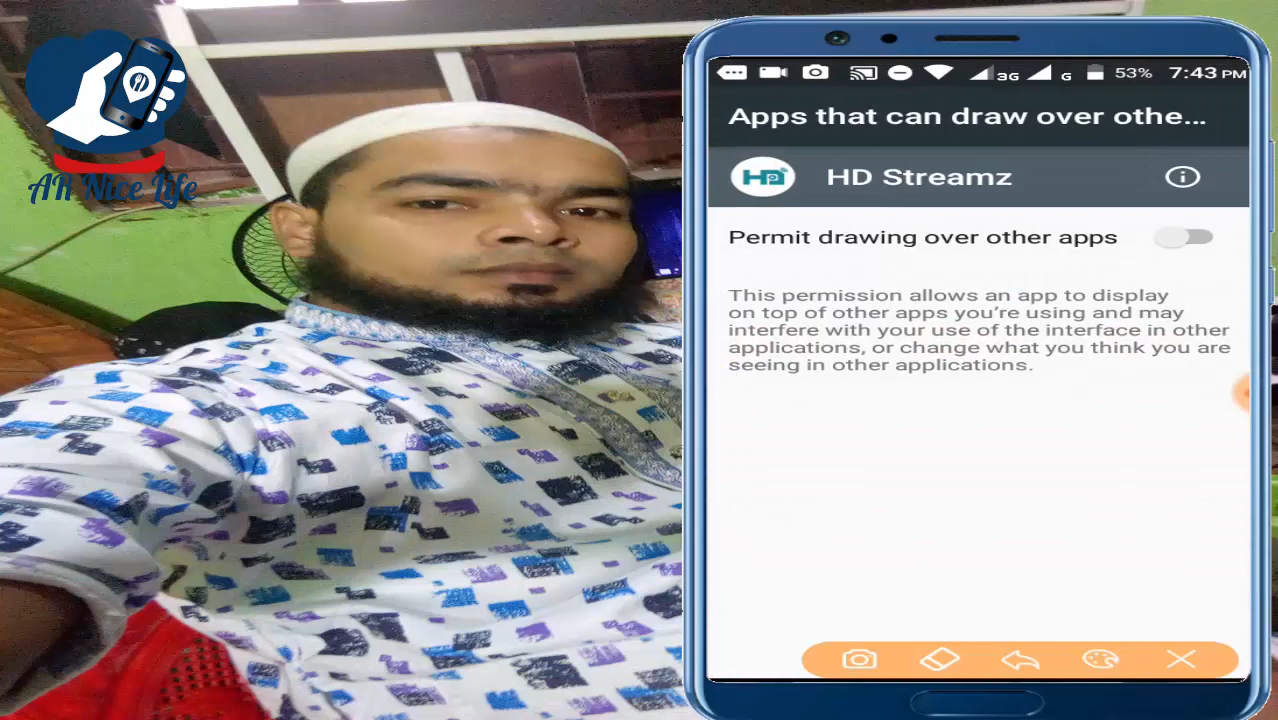 AR Nice Life
3G
G
53%
7:43 PM
Apps that can draw over othe...
HD
HD Streamz
Permit drawing over other apps
This permission allows an app to display
on top of other apps you're using and may
interfere with your use of the interface in other
applications, or change what you think you are
seeing in other applications.